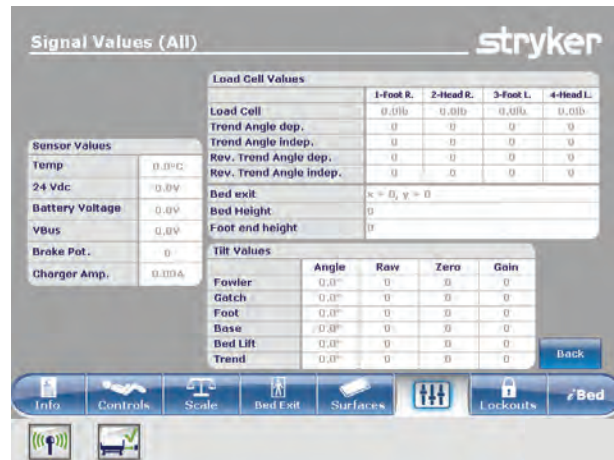 Signal Values (All)
stryker
Load Cell Values
1-Foot R. 2-Head R. 3-Foot L. 4-Head L.
Load Cell 0.0lb 0.0lb 0.0lb 0.0lb
Trend Angle dep. 0 0 0 0
Trend Angle indep. 0 0 0 0
Rev. Trend Angle dep. 0 0 0 0
Rev. Trend Angle indep. 0 0 0 0
Bed exit x = 0, y = 0
Bed Height 0
Foot end height 0
Sensor Values
Temp 0.0°C
24 Vdc 0.0V
Battery Voltage 0.0V
VBus 0.0V
Brake Pot. 0
Charger Amp. 0.00A
Tilt Values
Angle Raw Zero Gain
Fowler 0.0° 0 0 0
Gatch 0.0° 0 0 0
Foot 0.0° 0 0 0
Base 0.0° 0 0 0
Bed Lift 0.0° 0 0 0
Trend 0.0° 0 0 0
Back
Info Controls Scale Bed Exit Surfaces Lockouts iBed